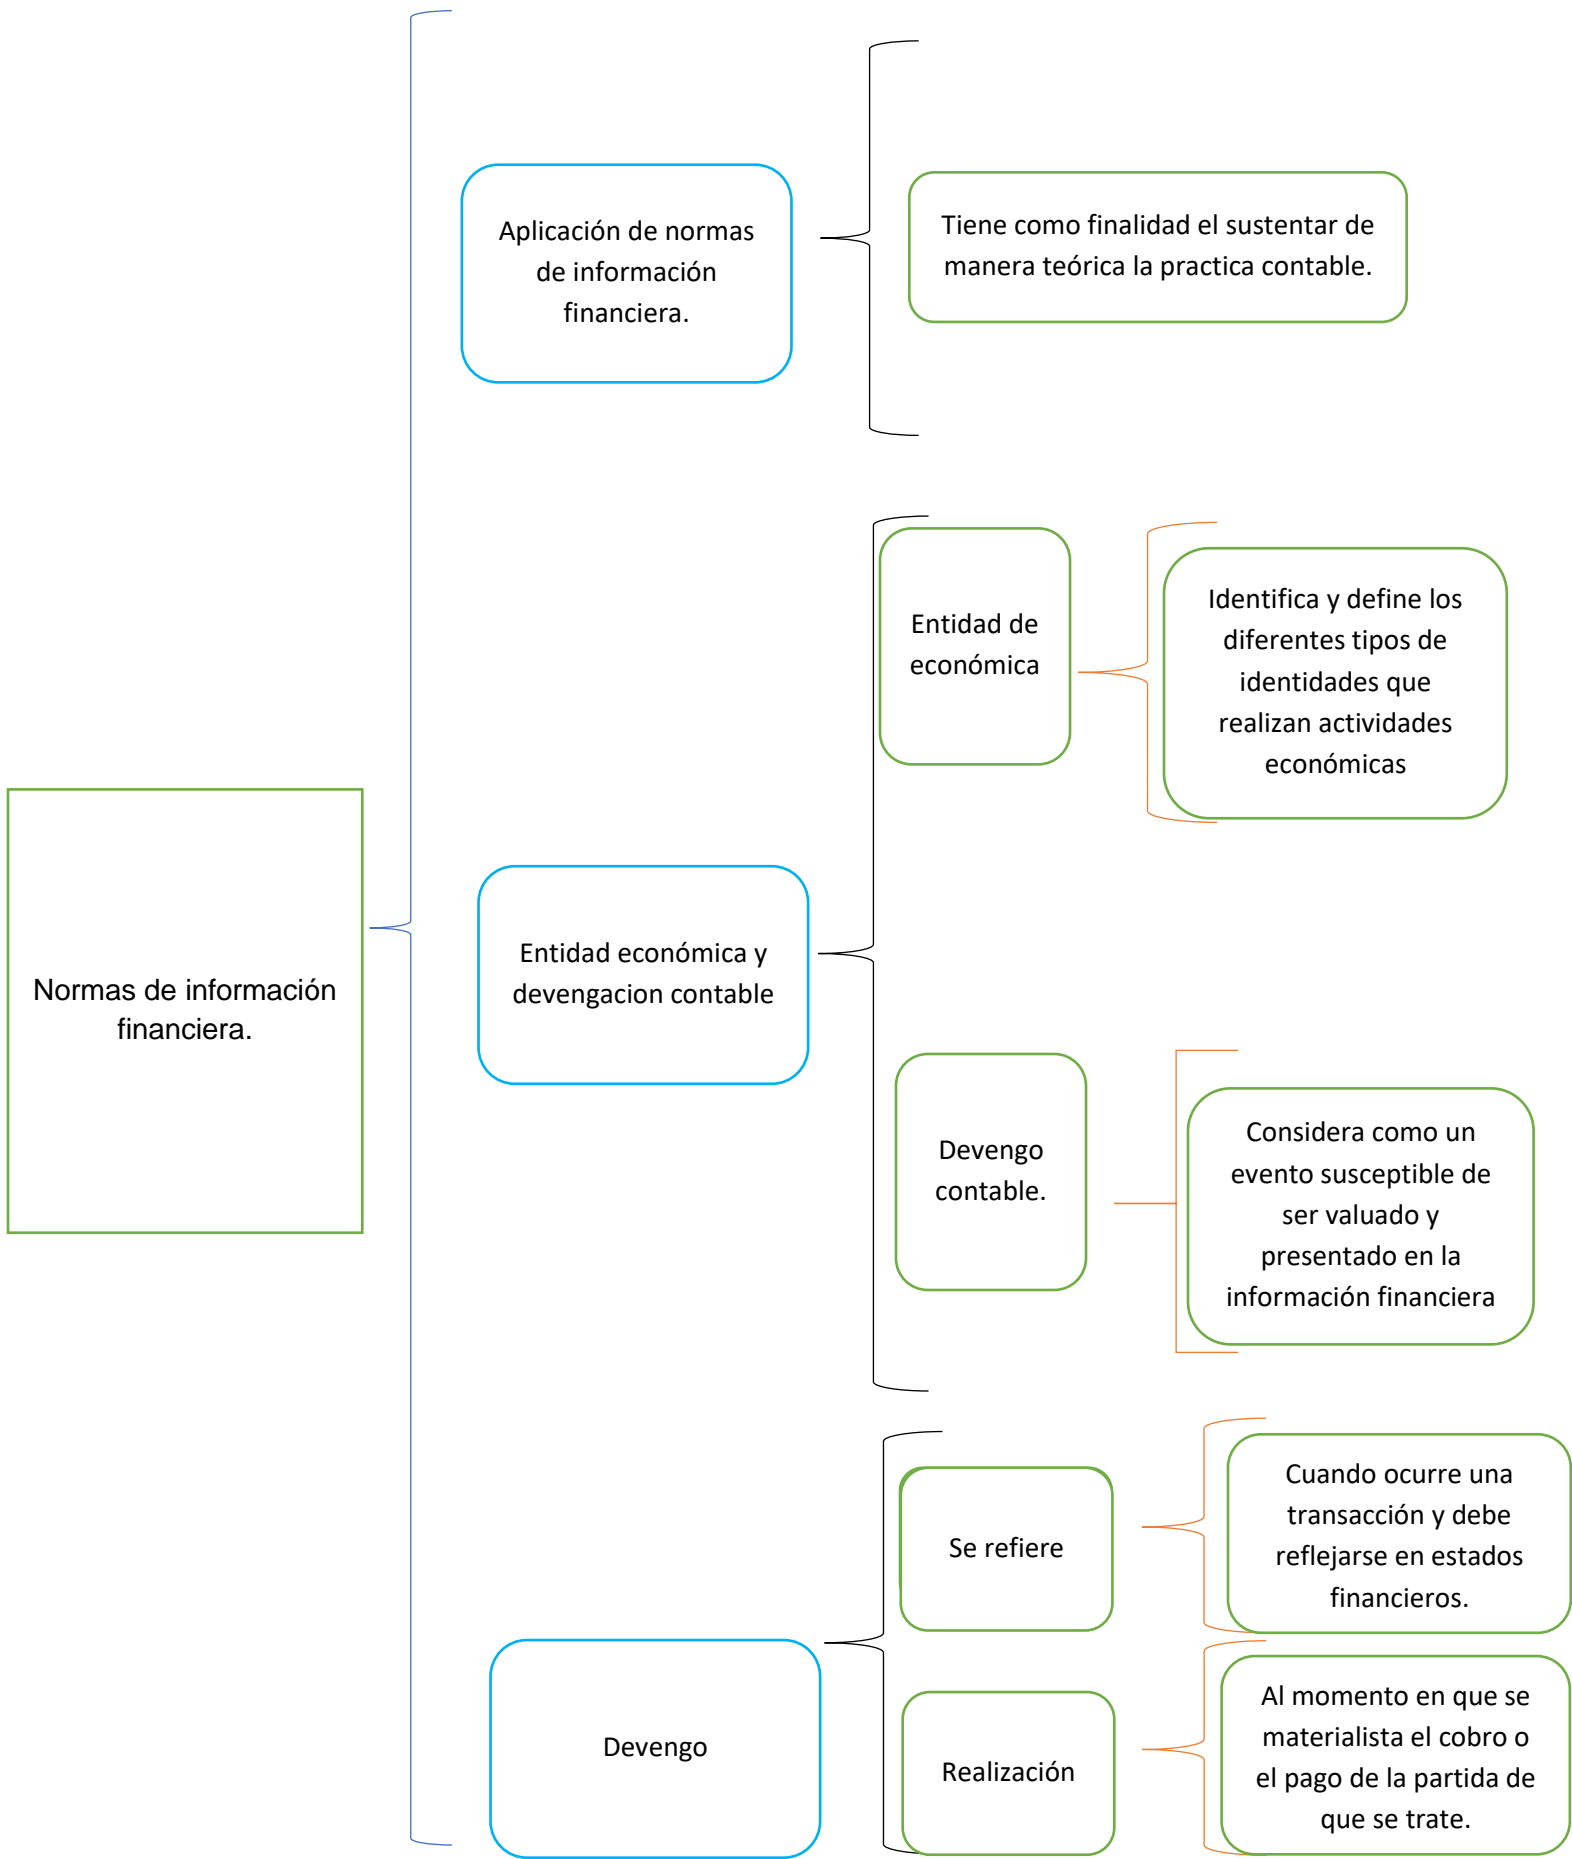 Normas de información
financiera.
Aplicación de normas
de información
financiera.
Tiene como finalidad el sustentar de
manera teórica la practica contable.
Entidad económica y
devengacion contable
Entidad de
económica
Identifica y define los
diferentes tipos de
identidades que
realizan actividades
económicas
Devengo
contable.
Considera como un
evento susceptible de
ser valuado y
presentado en la
información financiera
Devengo
Se refiere
Cuando ocurre una
transacción y debe
reflejarse en estados
financieros.
Realización
Al momento en que se
materialista el cobro o
el pago de la partida de
que se trate.